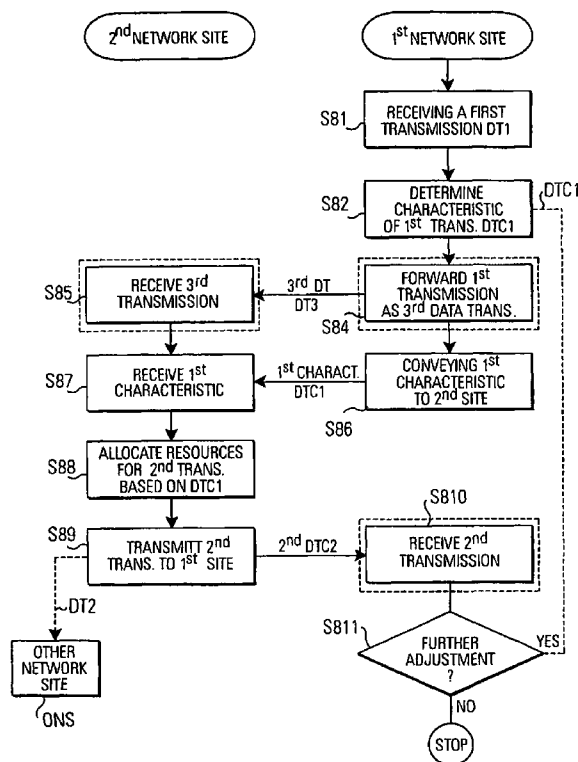 2nd NETWORK SITE
1st NETWORK SITE
S81
RECEIVING A FIRST
TRANSMISSION DT1
DTC1
S82
DETERMINE
CHARACTERISTIC
OF 1st TRANS. DTC1
S85
RECEIVE 3rd
TRANSMISSION
3rd DT
DT3
FORWARD 1st
TRANSMISSION
AS 3rd DATA TRANS.
S84
S87
RECEIVE 1st
CHARACTERISTIC
1st CHARACT.
DTC1
CONVEYING 1st
CHARACTERISTIC
TO 2nd SITE
S86
S88
ALLOCATE RESOURCES
FOR 2nd TRANS.
BASED ON DTC1
S810
S89
TRANSMITT 2nd
TRANS. TO 1st SITE
2nd DTC2
RECEIVE 2nd
TRANSMISSION
DT2
S811
FURTHER
ADJUSTMENT
?
YES
OTHER
NETWORK
SITE
ONS
NO
STOP